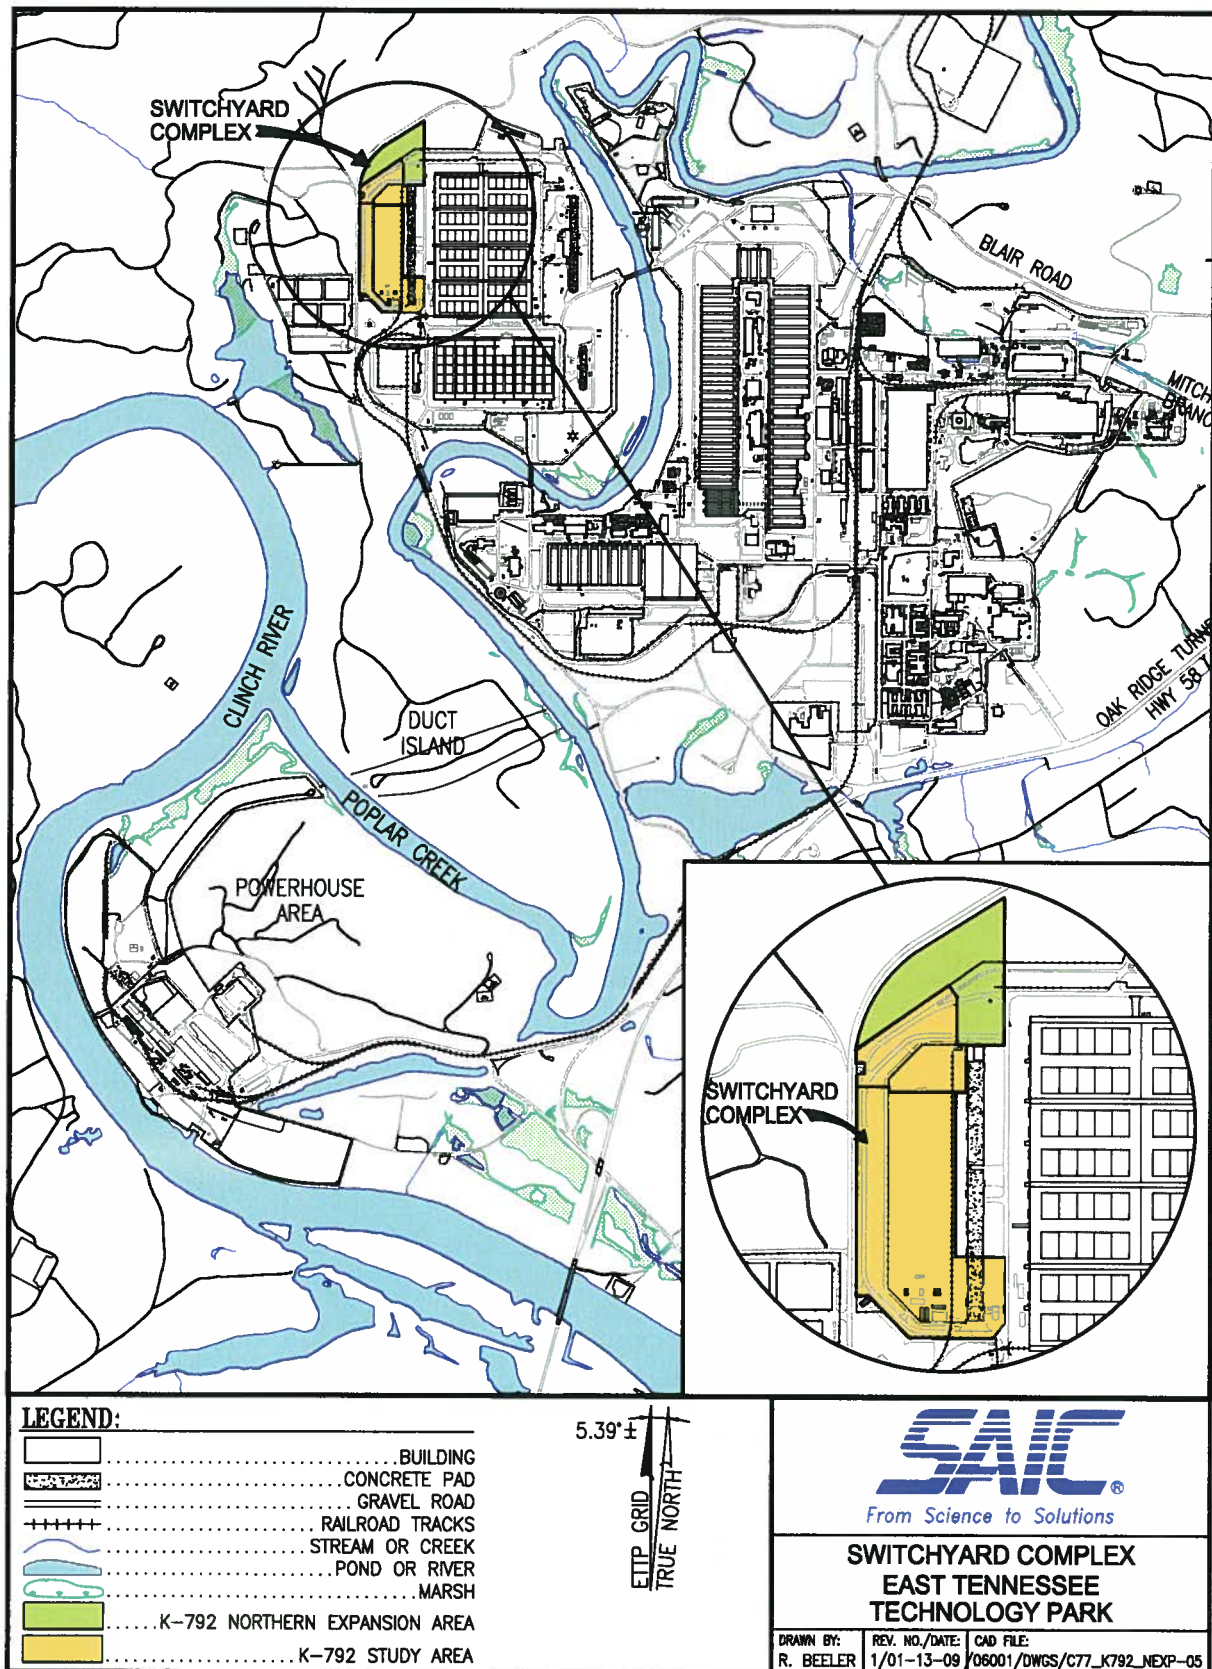 SWITCHYARD
COMPLEX
BLAIR ROAD
MITCH
BRANC
CLINCH RIVER
DUCT
ISLAND
OAK RIDGE TURN
HWY 58
POPLAR CREEK
POWERHOUSE
AREA
SWITCHYARD
COMPLEX
LEGEND:
BUILDING
CONCRETE PAD
GRAVEL ROAD
RAILROAD TRACKS
STREAM OR CREEK
POND OR RIVER
MARSH
K-792 NORTHERN EXPANSION AREA
K-792 STUDY AREA
5.39°±
ETTP GRID
TRUE NORTH
SAIC®
From Science to Solutions
SWITCHYARD COMPLEX
EAST TENNESSEE
TECHNOLOGY PARK
DRAWN BY: REV. NO./DATE: CAD FILE:
R. BEELER 1/01-13-09 /06001/DWGS/C77_K792_NEXP-05